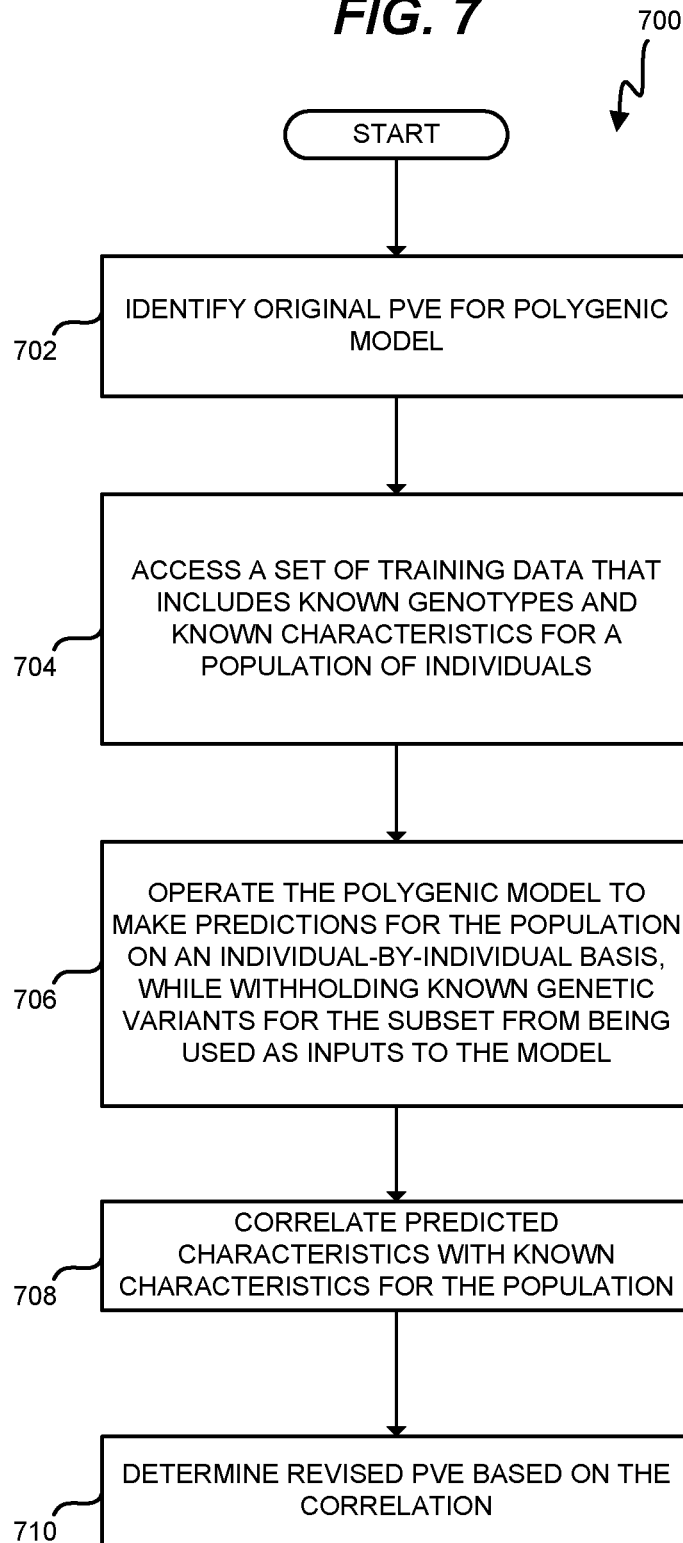 FIG. 7
700
START
IDENTIFY ORIGINAL PVE FOR POLYGENIC
MODEL
702
ACCESS A SET OF TRAINING DATA THAT
INCLUDES KNOWN GENOTYPES AND
KNOWN CHARACTERISTICS FOR A
POPULATION OF INDIVIDUALS
704
OPERATE THE POLYGENIC MODEL TO
MAKE PREDICTIONS FOR THE POPULATION
ON AN INDIVIDUAL-BY-INDIVIDUAL BASIS,
WHILE WITHHOLDING KNOWN GENETIC
VARIANTS FOR THE SUBSET FROM BEING
USED AS INPUTS TO THE MODEL
706
CORRELATE PREDICTED
CHARACTERISTICS WITH KNOWN
CHARACTERISTICS FOR THE POPULATION
708
DETERMINE REVISED PVE BASED ON THE
CORRELATION
710